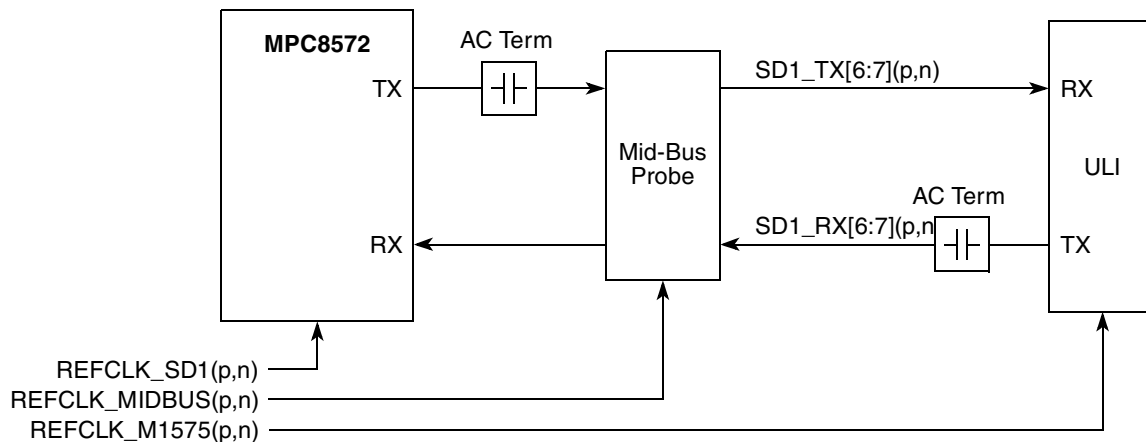 MPC8572
AC Term
TX
SD1_TX[6:7](p,n)
RX
Mid-Bus
Probe
ULI
AC Term
SD1_RX[6:7](p,n
RX
TX
REFCLK_SD1(p,n)
REFCLK_MIDBUS(p,n)
REFCLK_M1575(p,n)